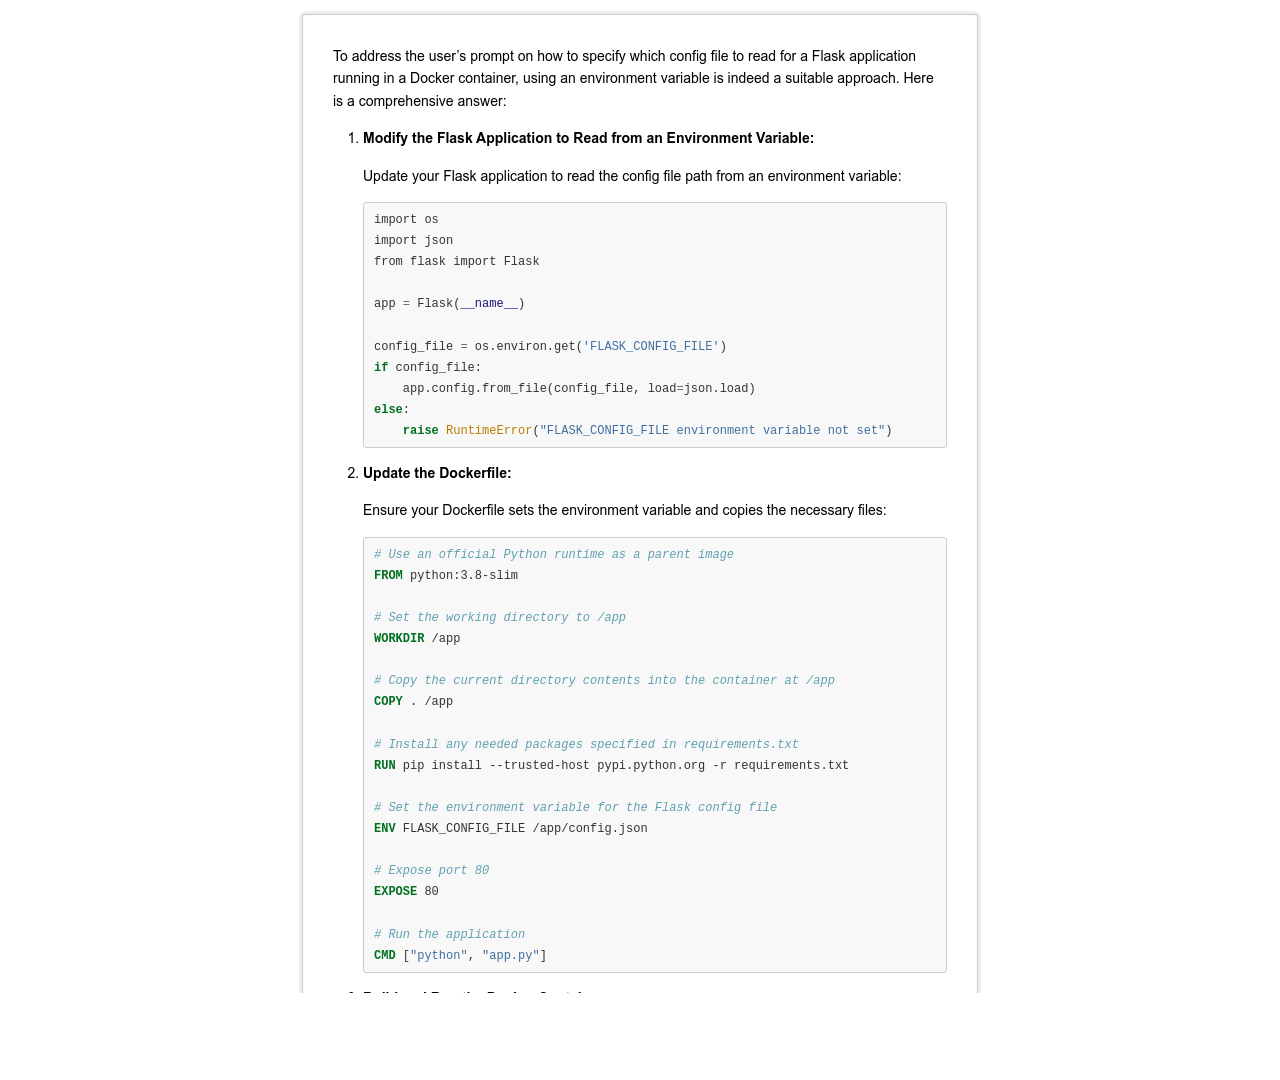 To address the user’s prompt on how to specify which config file to read for a Flask application
running in a Docker container, using an environment variable is indeed a suitable approach. Here
is a comprehensive answer:
1. Modify the Flask Application to Read from an Environment Variable:
Update your Flask application to read the config file path from an environment variable:
import os
import json
from flask import Flask
app = Flask(__name__)
config_file = os.environ.get('FLASK_CONFIG_FILE')
if config_file:
    app.config.from_file(config_file, load=json.load)
else:
    raise RuntimeError("FLASK_CONFIG_FILE environment variable not set")
2. Update the Dockerfile:
Ensure your Dockerfile sets the environment variable and copies the necessary files:
# Use an official Python runtime as a parent image
FROM python:3.8-slim
# Set the working directory to /app
WORKDIR /app
# Copy the current directory contents into the container at /app
COPY . /app
# Install any needed packages specified in requirements.txt
RUN pip install --trusted-host pypi.python.org -r requirements.txt
# Set the environment variable for the Flask config file
ENV FLASK_CONFIG_FILE /app/config.json
# Expose port 80
EXPOSE 80
# Run the application
CMD ["python", "app.py"]